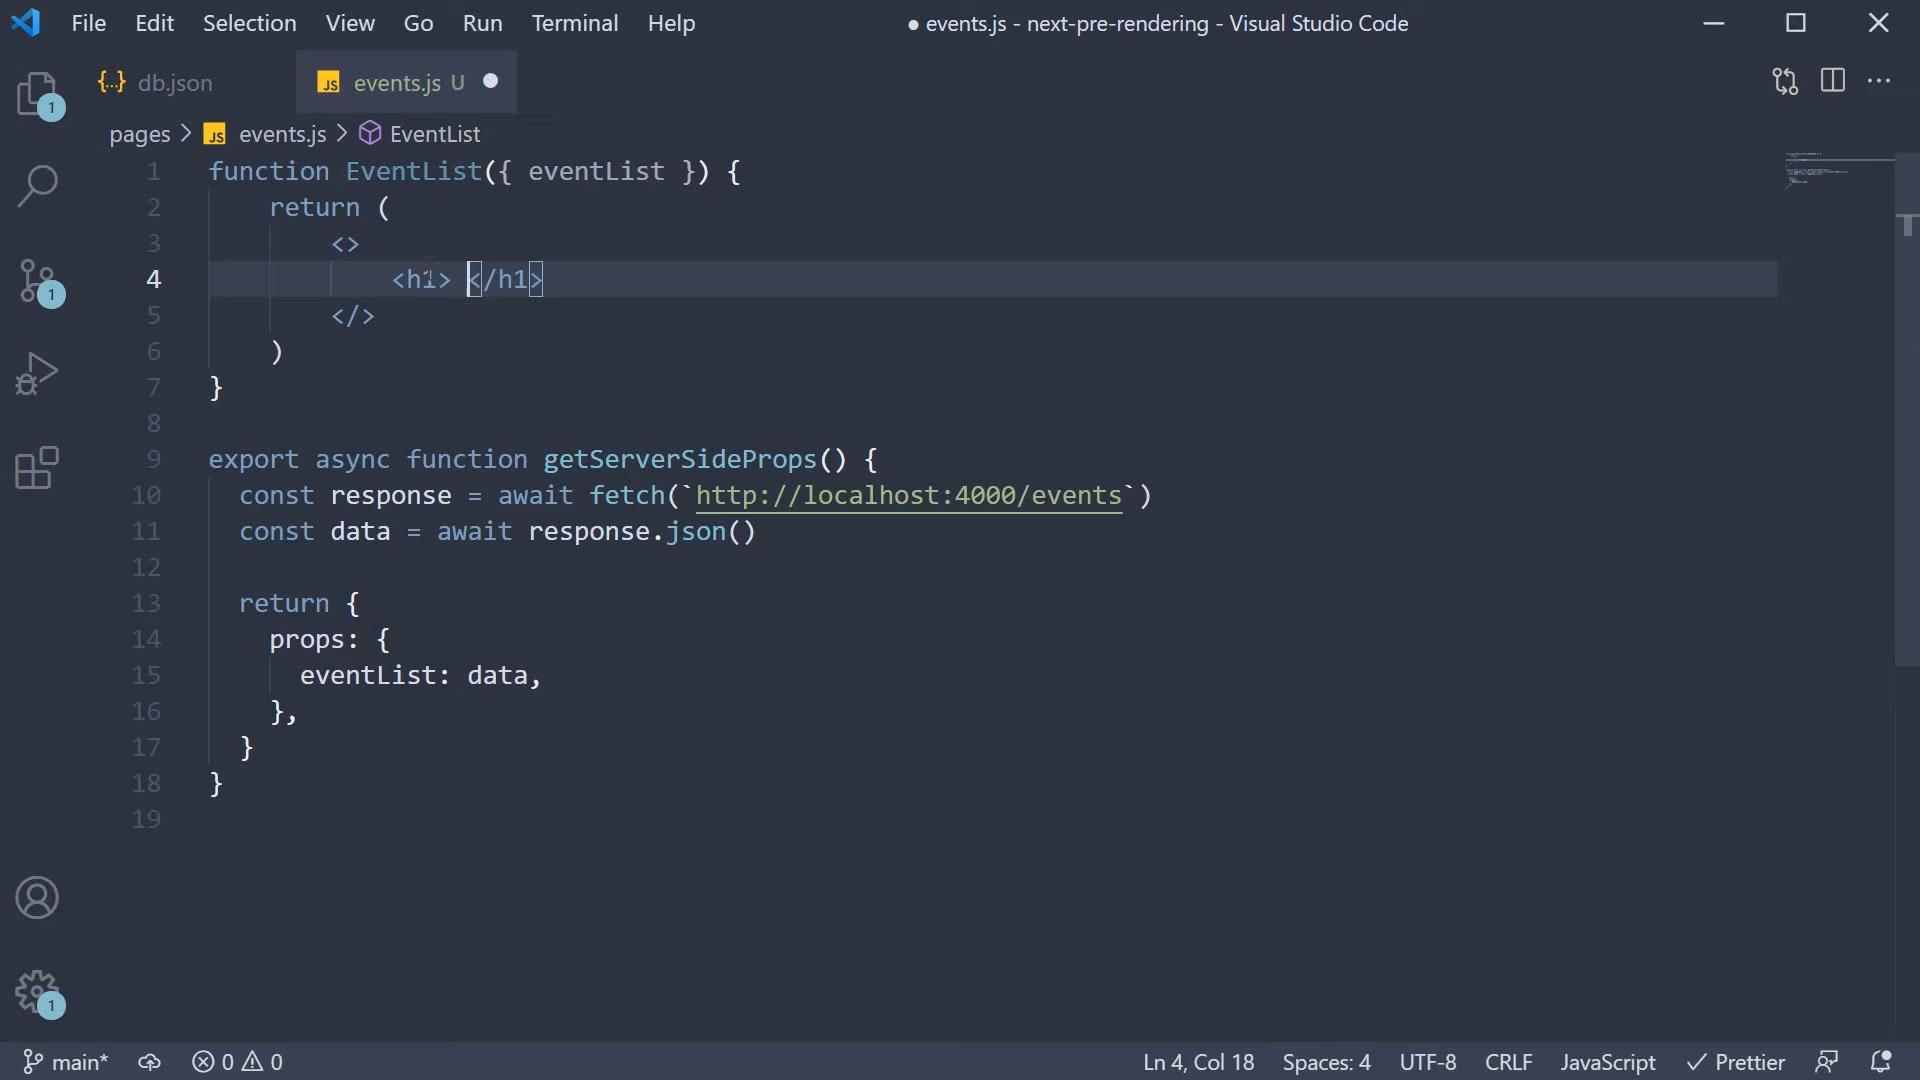 File Edit Selection View Go Run Terminal Help
● events.js - next-pre-rendering - Visual Studio Code
{..} db.json
JS events.js U
1
pages > JS events.js > EventList
1 function EventList({ eventList }) {
2 return (
3 <>
4 <h1> </h1>
5 </>
6 )
7 }
8
9 export async function getServerSideProps() {
10 const response = await fetch(`http://localhost:4000/events`)
11 const data = await response.json()
12
13 return {
14 props: {
15 eventList: data,
16 },
17 }
18 }
19
1
1
main* 0 0
Ln 4, Col 18 Spaces: 4 UTF-8 CRLF JavaScript Prettier